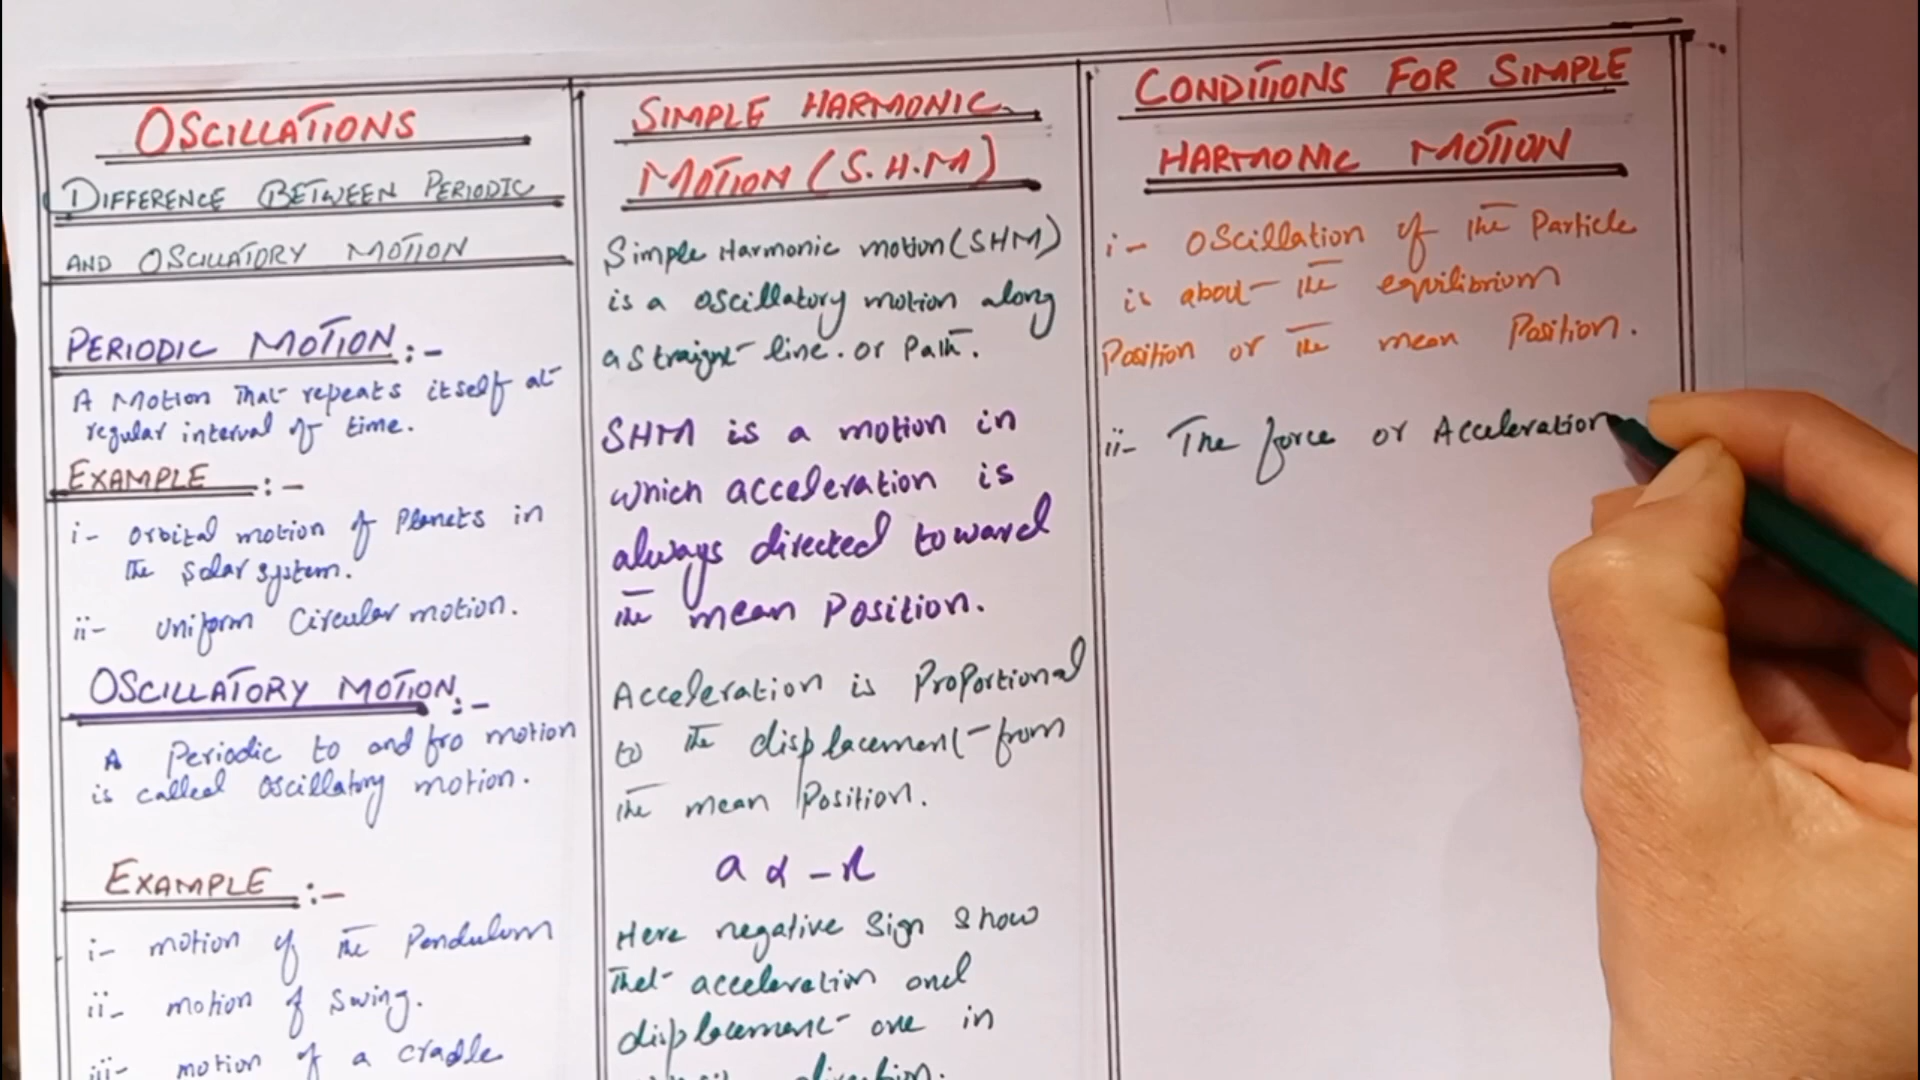 OSCILLATIONS
DIFFERENCE BETWEEN PERIODIC
AND OSCILLATORY MOTION
PERIODIC MOTION :-
A Motion That repeats itself at
regular interval of time.
EXAMPLE :-
i- orbital motion of Planets in
the solar system.
ii- uniform Circular motion.
OSCILLATORY MOTION :-
A Periodic to and fro motion
is called oscillatory motion.
EXAMPLE :-
i- motion of the Pendulum
ii- motion of swing.
iii- motion of a cradle
SIMPLE HARMONIC
MOTION (S.H.M)
Simple Harmonic motion (SHM)
is a oscillatory motion along
a straight line. or Path.
SHM is a motion in
which acceleration is
always directed toward
the mean Position.
Acceleration is Proportional
to the displacement from
the mean Position.
a α - x
Here negative Sign Show
that acceleration and
displacement are in
direction.
CONDITIONS FOR SIMPLE
HARMONIC MOTION
i- Oscillation of the Particle
is about the equilibrium
Position or the mean Position.
ii- The force or Acceleration